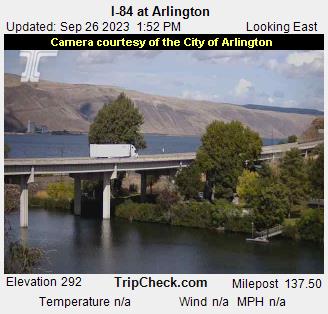 I-84 at Arlington
Updated: Sep 26 2023 1:52 PM Looking East
Camera courtesy of the City of Arlington
Elevation 292 TripCheck.com Milepost 137.50
Temperature n/a Wind n/a MPH n/a